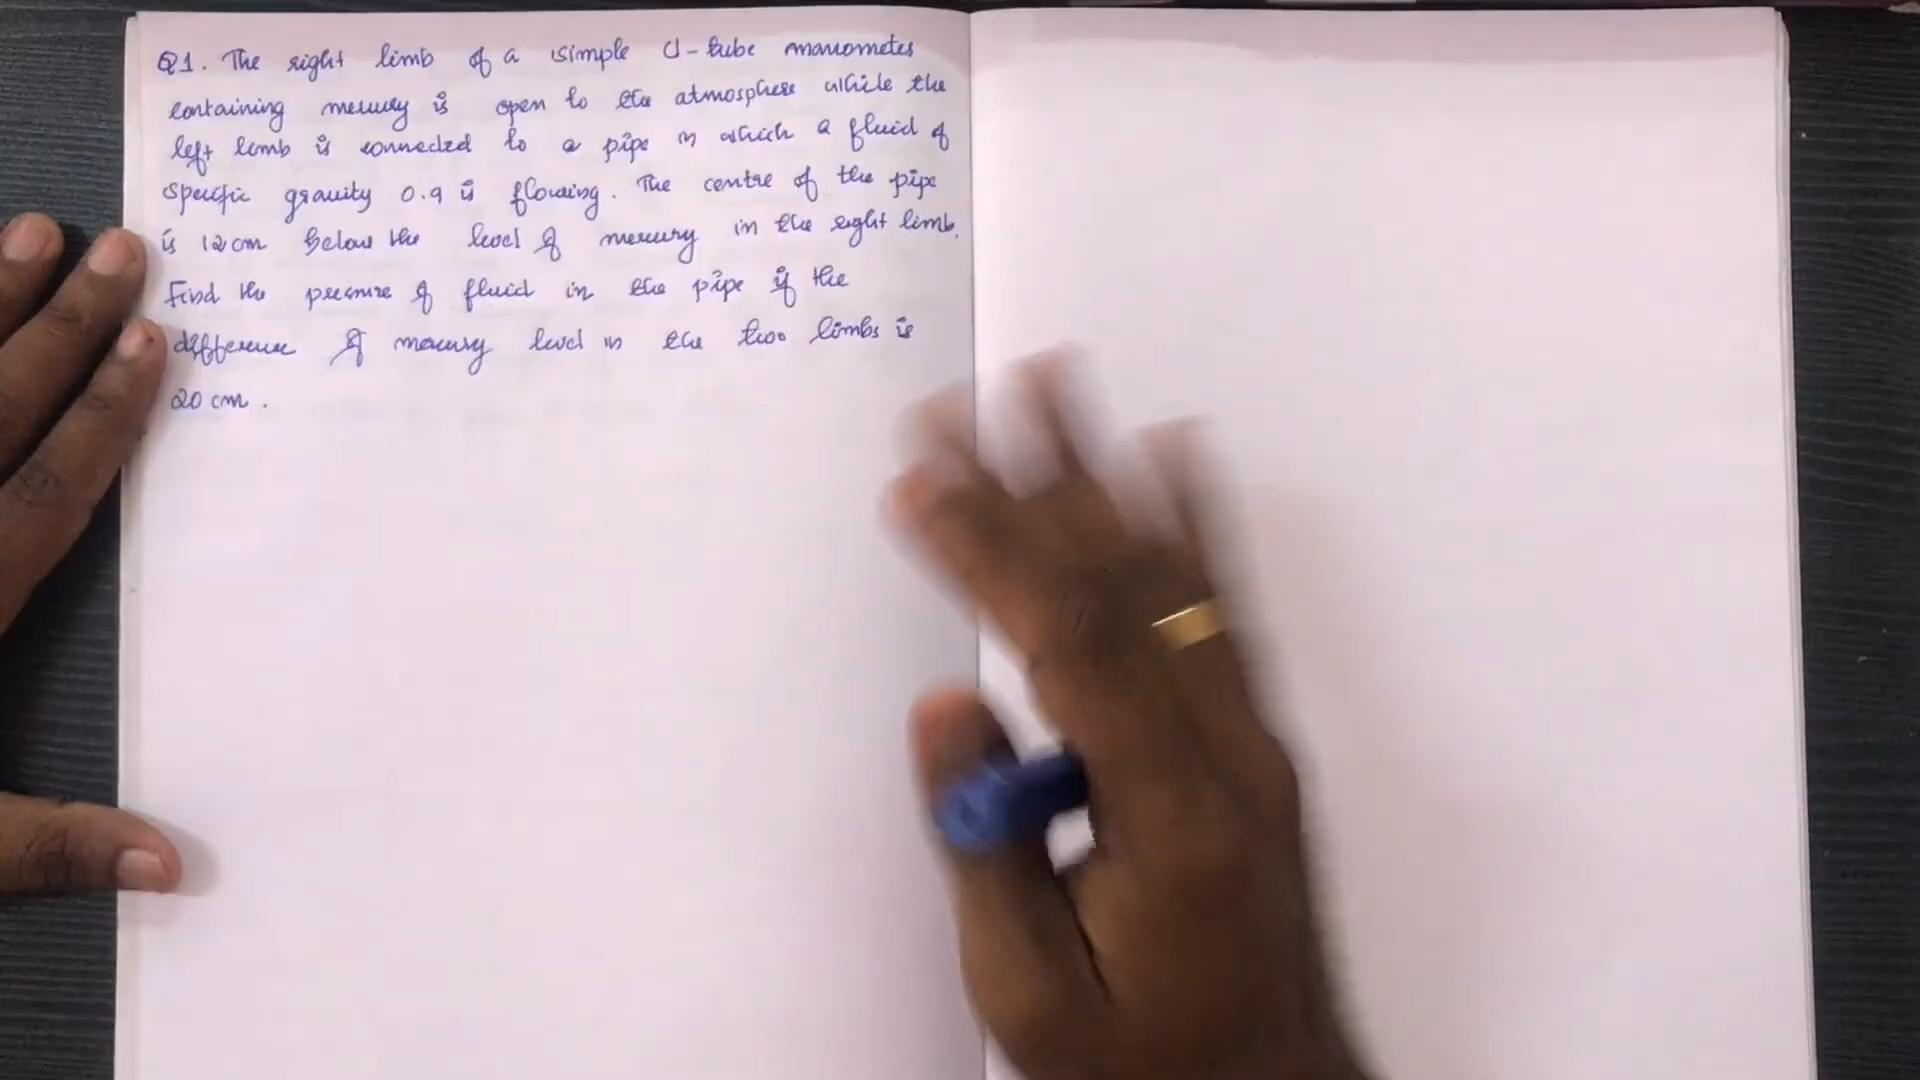 Q1. The right limb of a simple U-tube manometer
containing mercury is open to the atmosphere while the
left limb is connected to a pipe in which a fluid of
specific gravity 0.9 is flowing. The centre of the pipe
is 12 cm below the level of mercury in the right limb.
Find the pressure of fluid in the pipe if the
difference of mercury level in the two limbs is
20 cm.